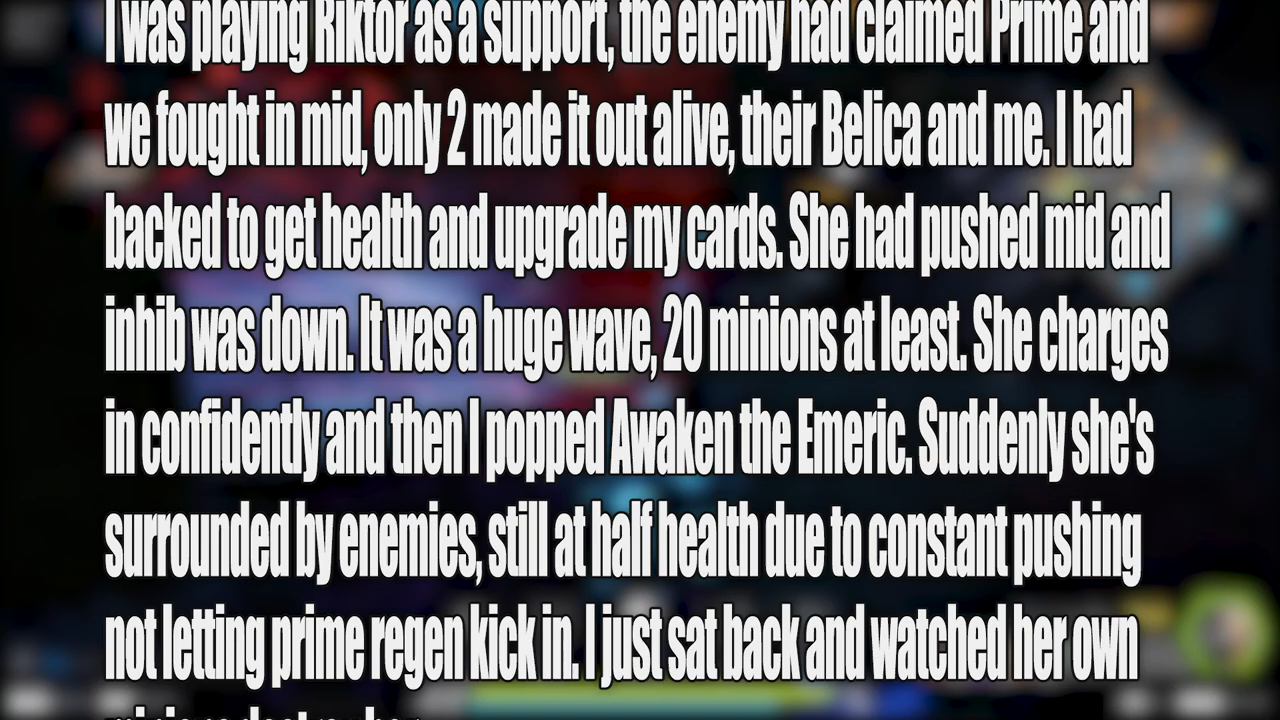 I was playing Riktor as a support, the enemy had claimed Prime and
we fought in mid, only 2 made it out alive, their Belica and me. I had
backed to get health and upgrade my cards. She had pushed mid and
inhib was down. It was a huge wave, 20 minions at least. She charges
in confidently and then I popped Awaken the Emeric. Suddenly she's
surrounded by enemies, still at half health due to constant pushing
not letting prime regen kick in. I just sat back and watched her own